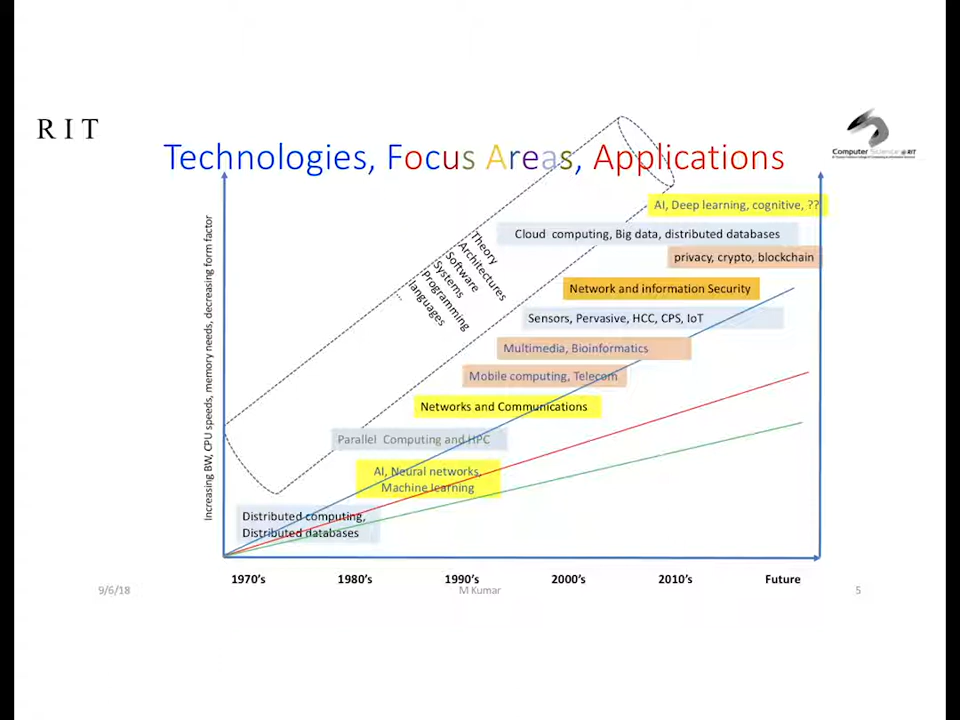 R I T
Computer Science @ RIT
Technologies, Focus Areas, Applications
AI, Deep learning, cognitive, ??
Cloud computing, Big data, distributed databases
privacy, crypto, blockchain
Network and information Security
Sensors, Pervasive, HCC, CPS, IoT
Multimedia, Bioinformatics
Mobile computing, Telecom
Networks and Communications
Parallel Computing and HPC
AI, Neural networks,
Machine learning
Distributed computing,
Distributed databases
Theory
Architectures
Software
Systems
Programming
languages
...
Increasing BW, CPU speeds, memory needs, decreasing form factor
1970's 1980's 1990's 2000's 2010's Future
9/6/18 M Kumar 5